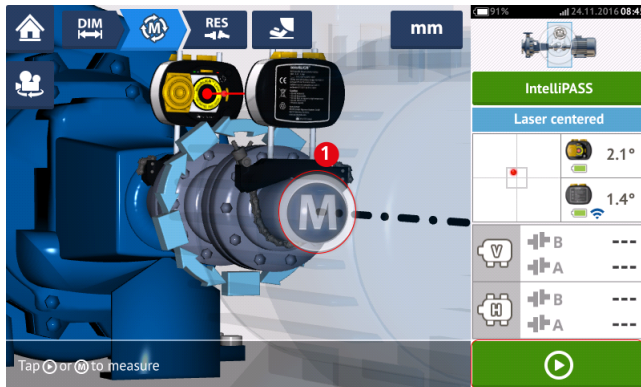 DIM
M
RES
mm
91%
24.11.2016 08:4
IntelliPASS
Laser centered
2.1°
1.4°
1
M
V
B ---
A ---
H
B ---
A ---
Tap or M to measure